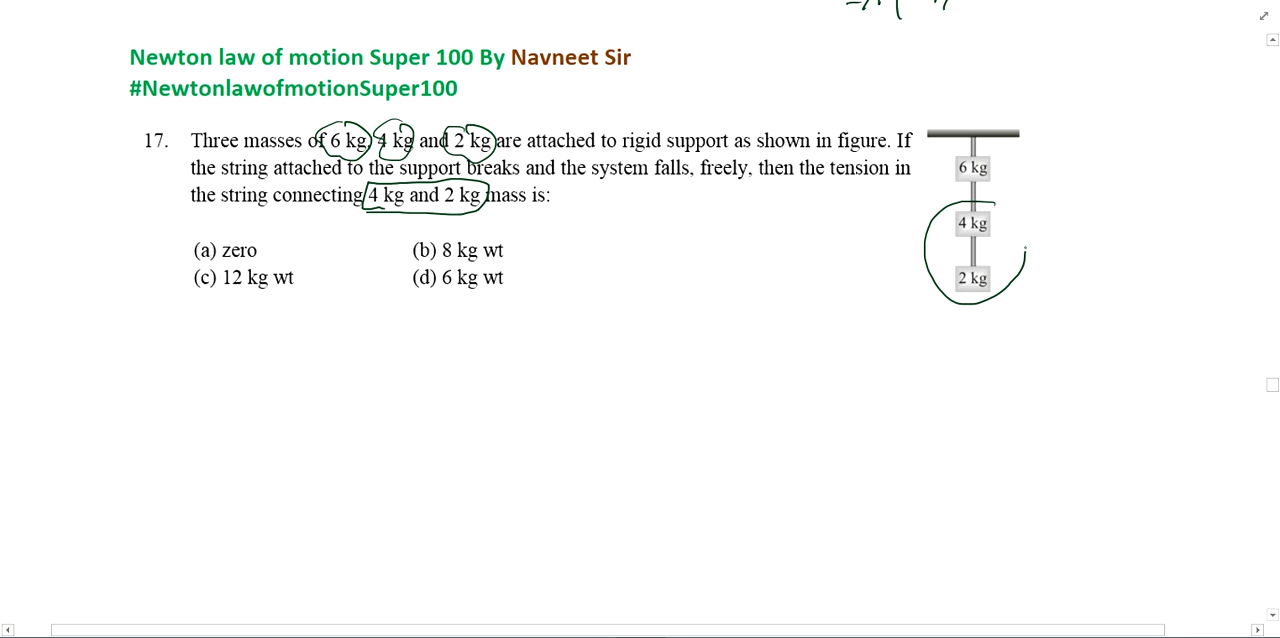 Newton law of motion Super 100 By Navneet Sir
#NewtonlawofmotionSuper100
17. Three masses of 6 kg, 4 kg and 2 kg are attached to rigid support as shown in figure. If
the string attached to the support breaks and the system falls, freely, then the tension in
the string connecting 4 kg and 2 kg mass is:
(a) zero (b) 8 kg wt
(c) 12 kg wt (d) 6 kg wt
6 kg
4 kg
2 kg